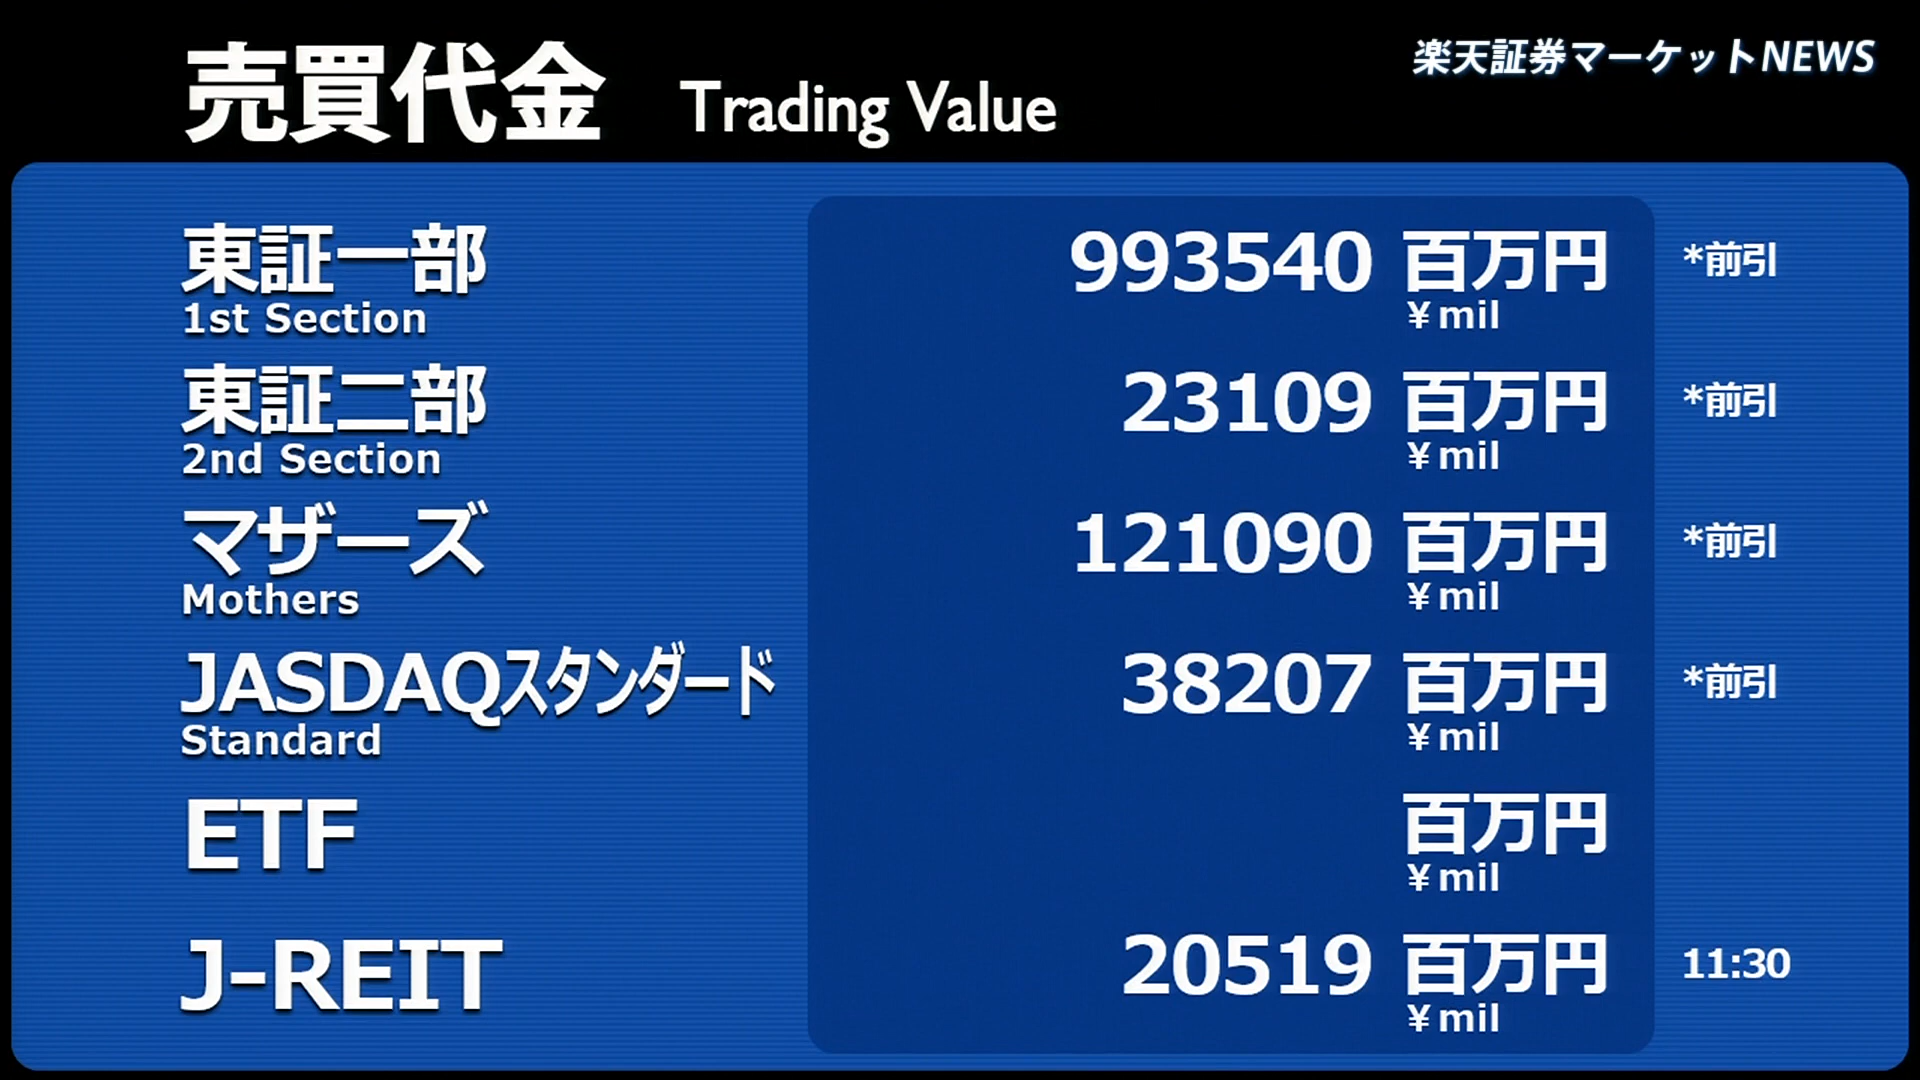 売買代金 Trading Value
楽天証券マーケットNEWS
東証一部 993540 百万円 *前引
1st Section ¥mil
東証二部 23109 百万円 *前引
2nd Section ¥mil
マザーズ 121090 百万円 *前引
Mothers ¥mil
JASDAQスタンダード 38207 百万円 *前引
Standard ¥mil
ETF 百万円
¥mil
J-REIT 20519 百万円 11:30
¥mil